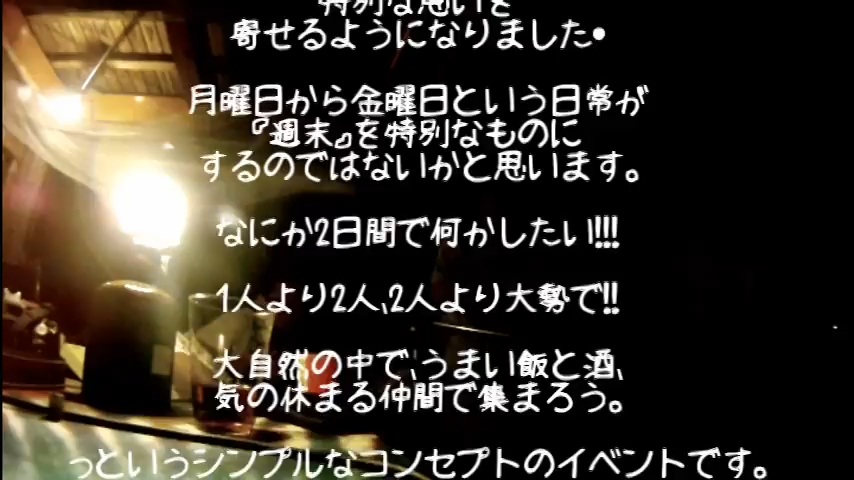 特別な思いを
寄せるようになりました•
月曜日から金曜日という日常が
『週末』を特別なものに
するのではないかと思います。
なにか2日間で何かしたい!!!
1人より2人、2人より大勢で!!
大自然の中で、うまい飯と酒、
気の休まる仲間で集まろう。
っというシンプルなコンセプトのイベントです。